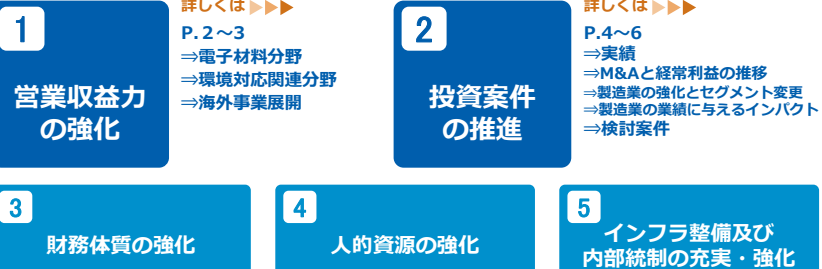 1
営業収益力
の強化
詳しくは
P.2～3
⇒電子材料分野
⇒環境対応関連分野
⇒海外事業展開
2
投資案件
の推進
詳しくは
P.4～6
⇒実績
⇒M&Aと経常利益の推移
⇒製造業の強化とセグメント変更
⇒製造業の業績に与えるインパクト
⇒検討案件
3
財務体質の強化
4
人的資源の強化
5
インフラ整備及び
内部統制の充実・強化